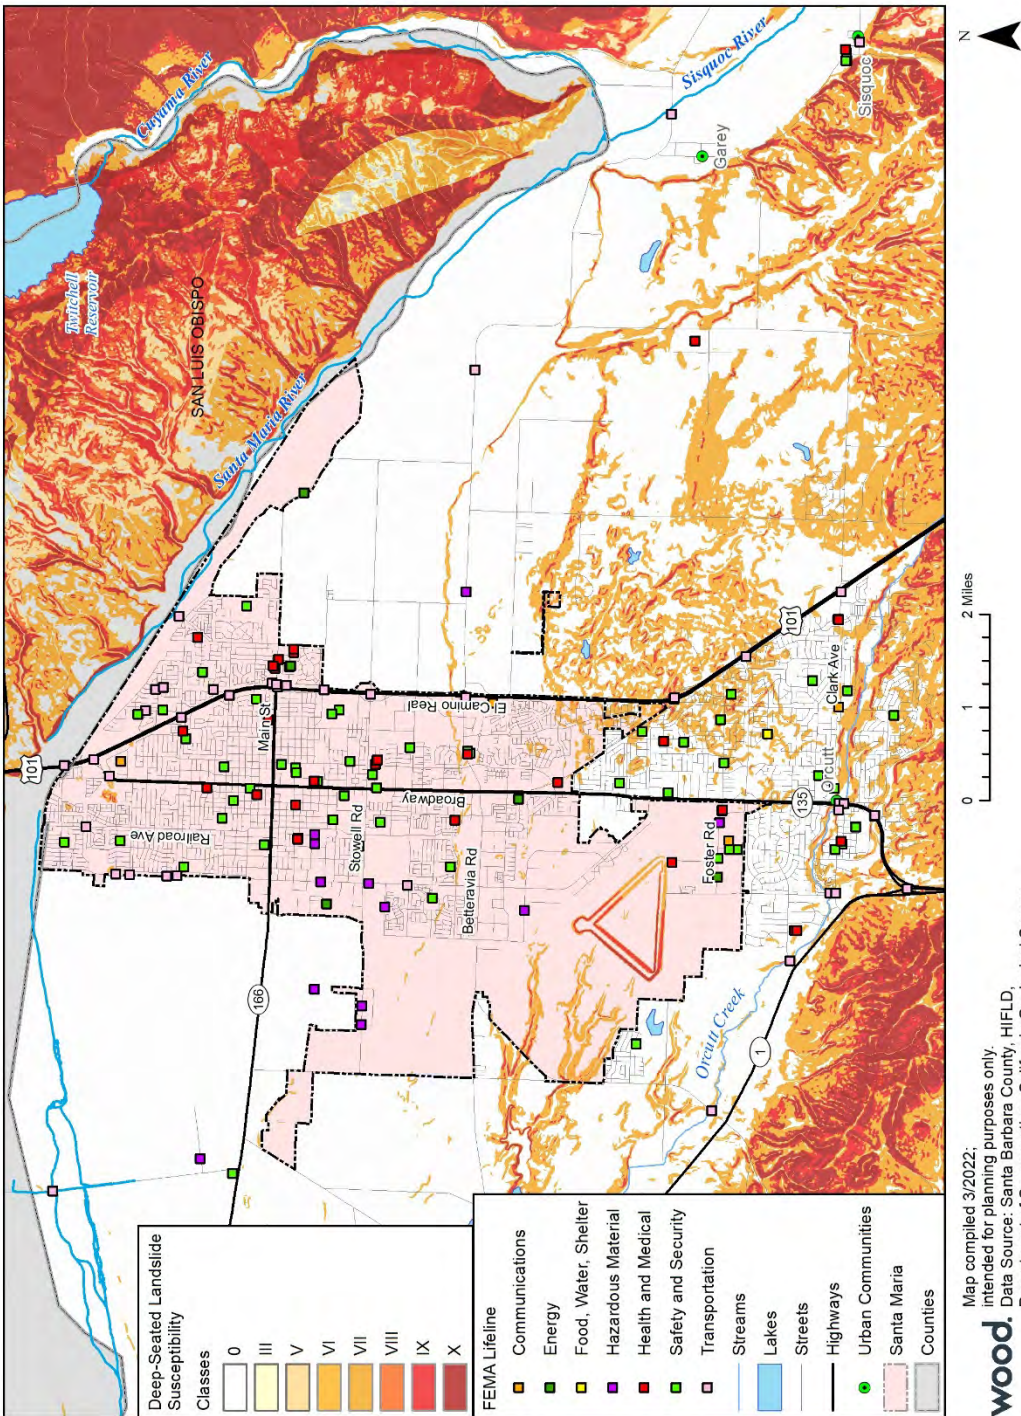 Cuyama River
Sisquoc River
Twitchell
Reservoir
SAN LUIS OBISPO
Santa Maria River
Garey
Sisquoc
N
101
Main St
El Camino Real
Railroad Ave
Broadway
Stowell Rd
Betteravia Rd
166
101
Clark Ave
Orcutt
135
Foster Rd
Orcutt Creek
1
0 1 2 Miles
Deep-Seated Landslide
Susceptibility
Classes
0
III
V
VI
VII
VIII
IX
X
FEMA Lifeline
Communications
Energy
Food, Water, Shelter
Hazardous Material
Health and Medical
Safety and Security
Transportation
Streams
Lakes
Streets
Highways
Urban Communities
Santa Maria
Counties
wood.
Map compiled 3/2022;
intended for planning purposes only.
Data Source: Santa Barbara County, HIFLD,